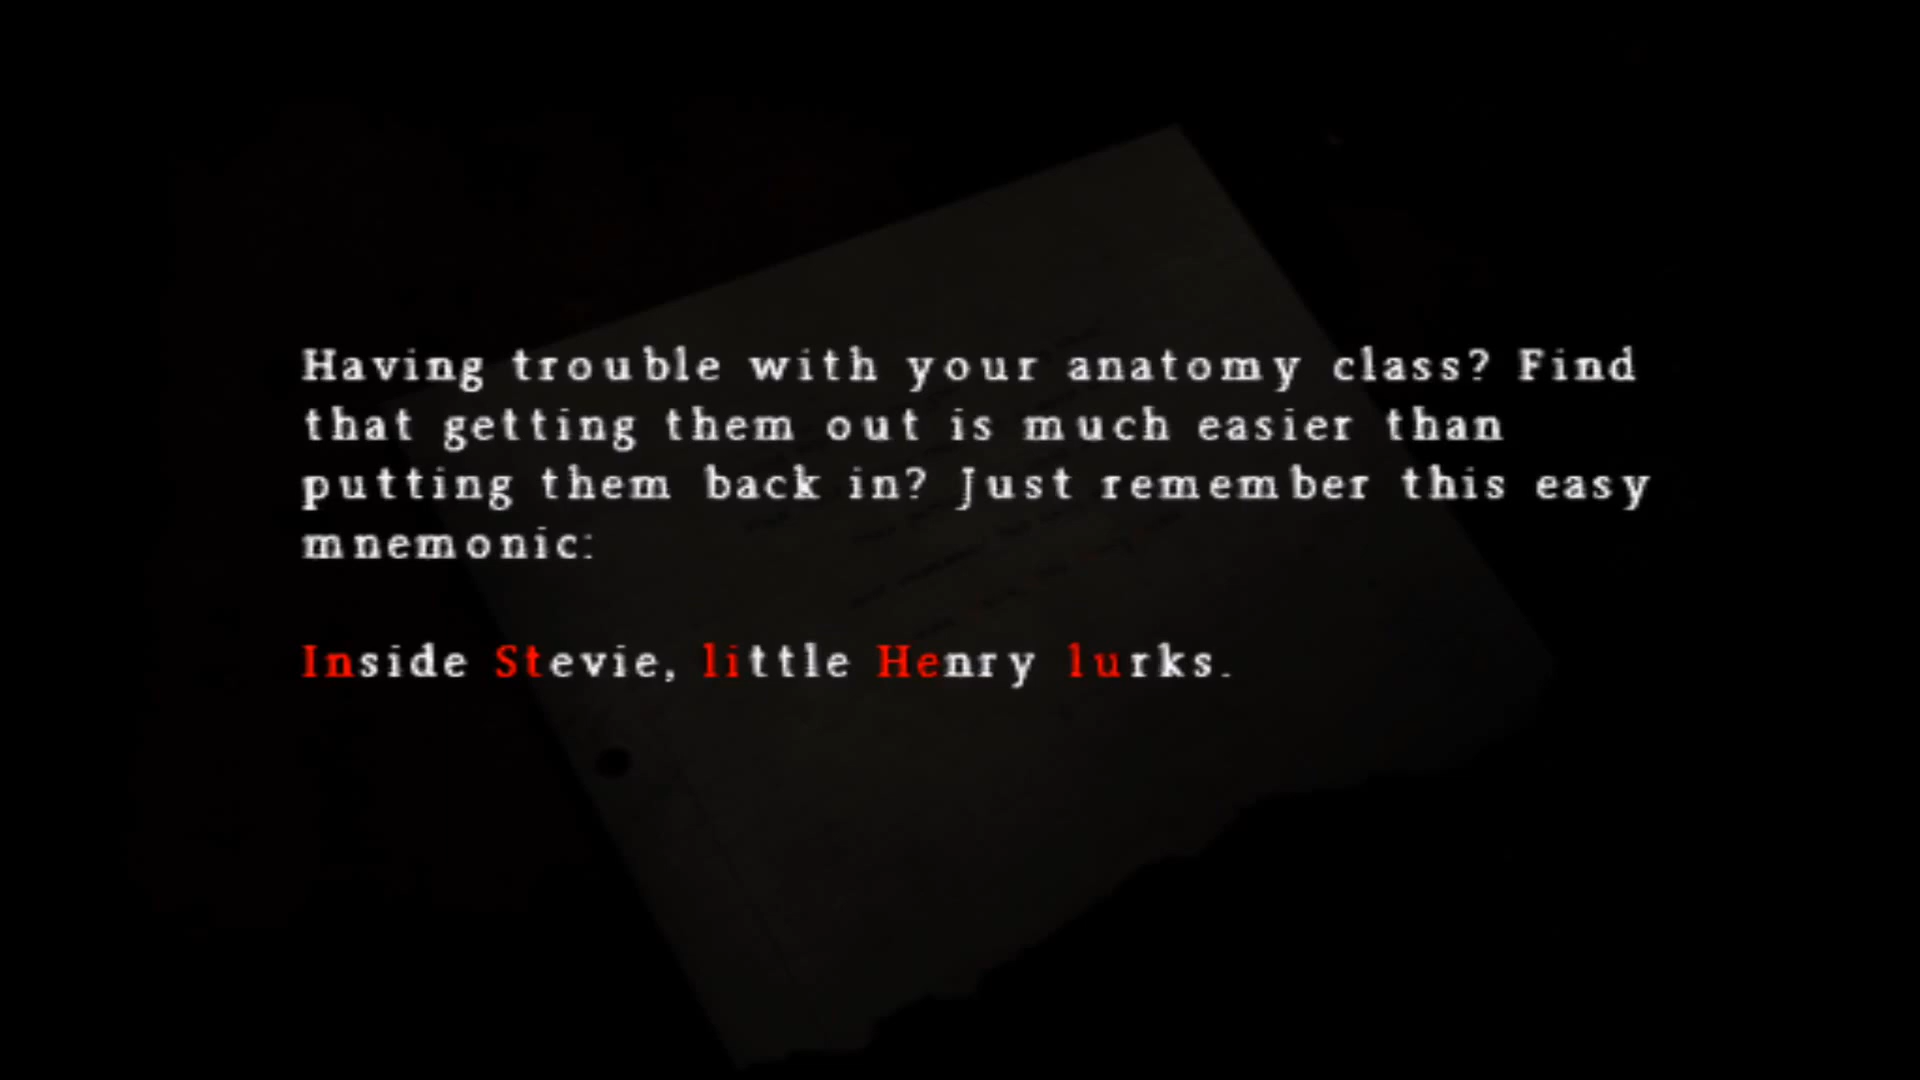 Having trouble with your anatomy class? Find
that getting them out is much easier than
putting them back in? Just remember this easy
mnemonic:
Inside Stevie, little Henry lurks.